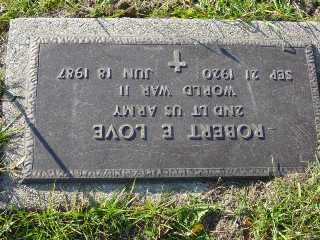 ROBERT E LOVE
2ND LT US ARMY
WORLD WAR II
SEP 21 1920 JUN 18 1987